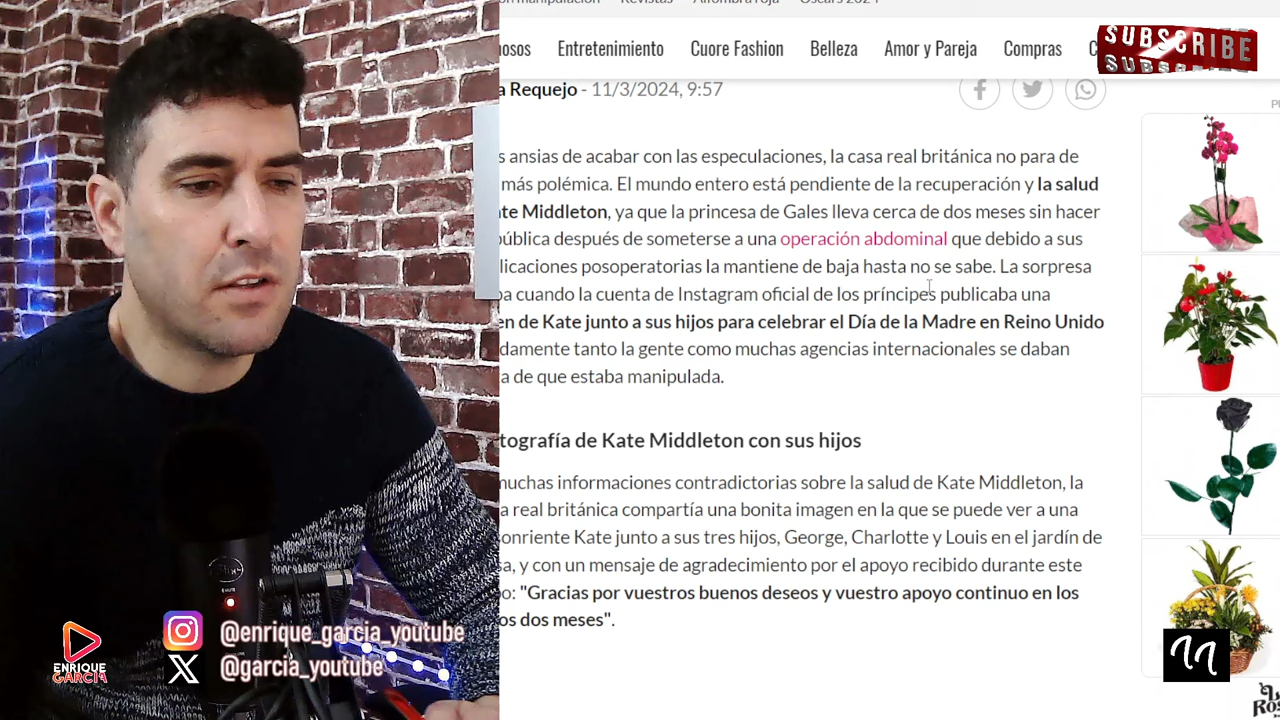 Revistas
Oscars 2024
Entretenimiento Cuore Fashion Belleza Amor y Pareja Compras
SUBSCRIBE
a Requejo - 11/3/2024, 9:57
s ansias de acabar con las especulaciones, la casa real británica no para de
más polémica. El mundo entero está pendiente de la recuperación y la salud
ate Middleton, ya que la princesa de Gales lleva cerca de dos meses sin hacer
pública después de someterse a una operación abdominal que debido a sus
licaciones posoperatorias la mantiene de baja hasta no se sabe. La sorpresa
ba cuando la cuenta de Instagram oficial de los príncipes publicaba una
en de Kate junto a sus hijos para celebrar el Día de la Madre en Reino Unido
damente tanto la gente como muchas agencias internacionales se daban
a de que estaba manipulada.
tografía de Kate Middleton con sus hijos
muchas informaciones contradictorias sobre la salud de Kate Middleton, la
a real británica compartía una bonita imagen en la que se puede ver a una
onriente Kate junto a sus tres hijos, George, Charlotte y Louis en el jardín de
sa, y con un mensaje de agradecimiento por el apoyo recibido durante este
o: "Gracias por vuestros buenos deseos y vuestro apoyo continuo en los
os dos meses".
ENRIQUE
GARCIA
@enrique_garcia_youtube
@garcia_youtube